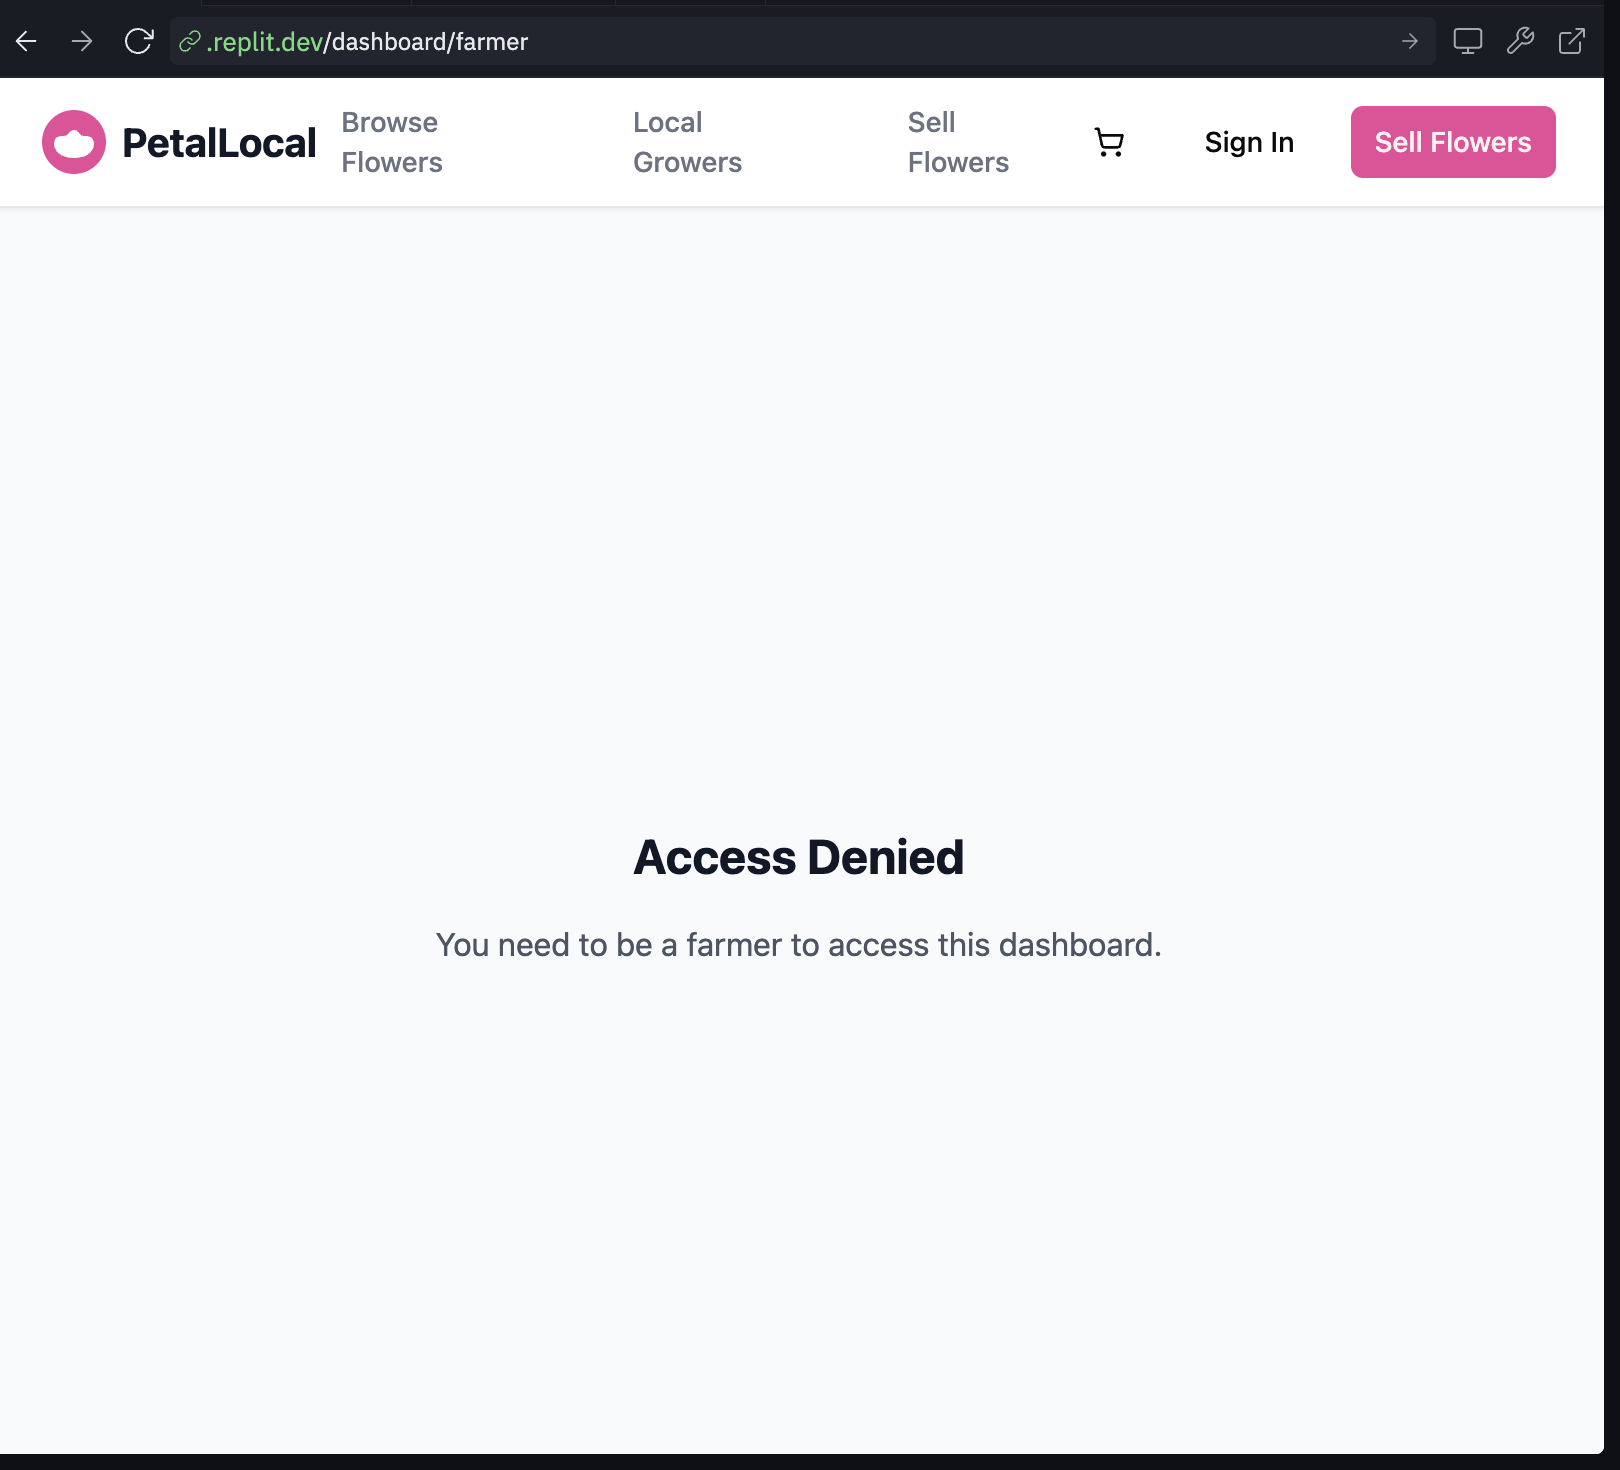 .replit.dev/dashboard/farmer
PetalLocal
Browse
Flowers
Local
Growers
Sell
Flowers
Sign In
Sell Flowers
Access Denied
You need to be a farmer to access this dashboard.